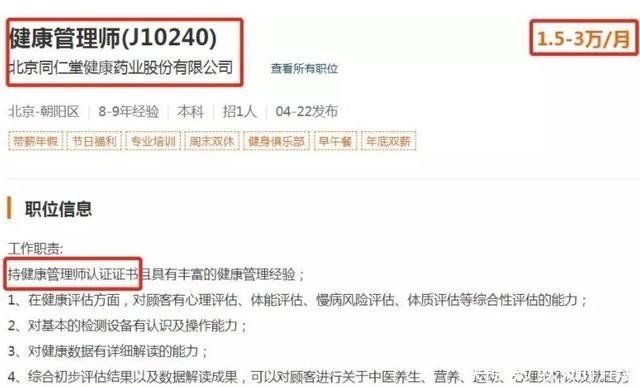 健康管理师(J10240)
1.5-3万/月
北京同仁堂健康药业股份有限公司 查看所有职位
北京-朝阳区 | 8-9年经验 | 本科 | 招1人 | 04-22发布
带薪年假 节日福利 专业培训 周末双休 健身俱乐部 早午餐 年底双薪
职位信息
工作职责:
持健康管理师认证证书且具有丰富的健康管理经验；
1、在健康评估方面，对顾客有心理评估、体能评估、慢病风险评估、体质评估等综合性评估的能力；
2、对基本的检测设备有认识及操作能力；
3、对健康数据有详细解读的能力；
4、综合初步评估结果以及数据解读成果，可以对顾客进行关于中医养生、营养、运动、心理